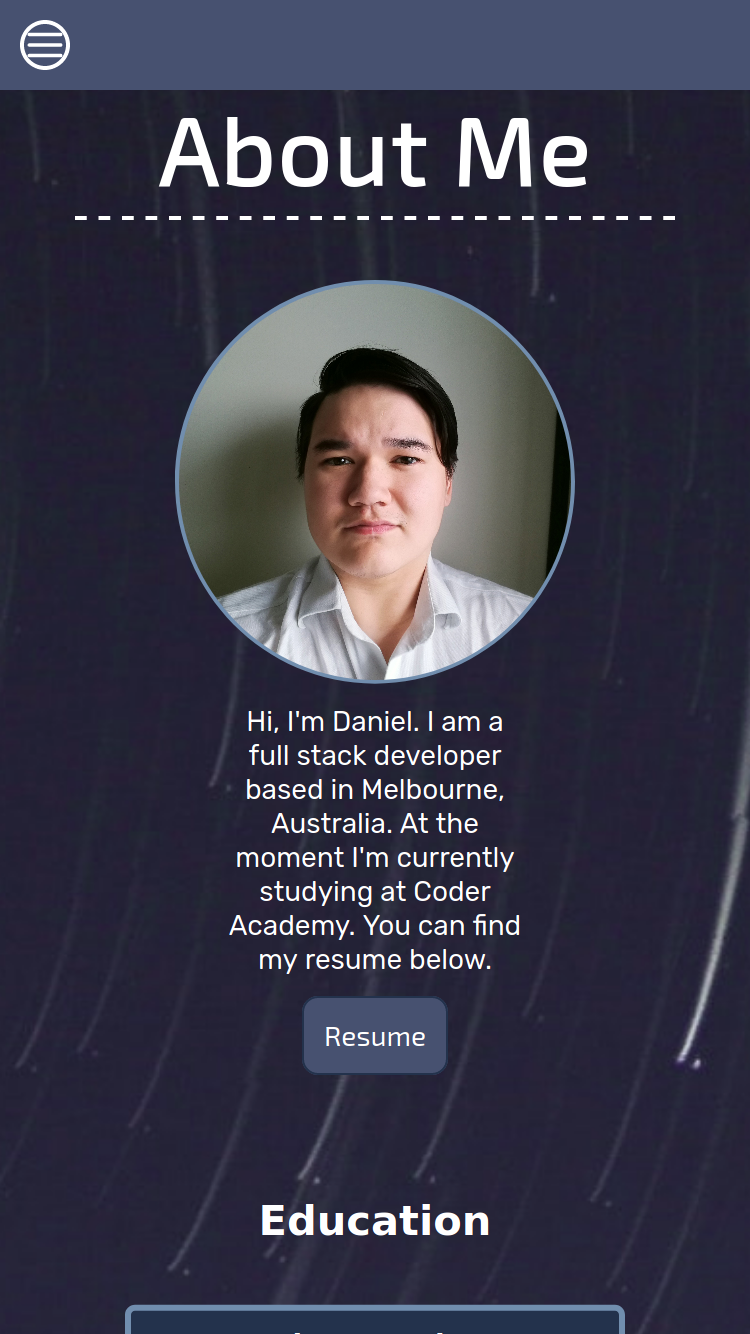 About Me
Hi, I'm Daniel. I am a
full stack developer
based in Melbourne,
Australia. At the
moment I'm currently
studying at Coder
Academy. You can find
my resume below.
Resume
Education